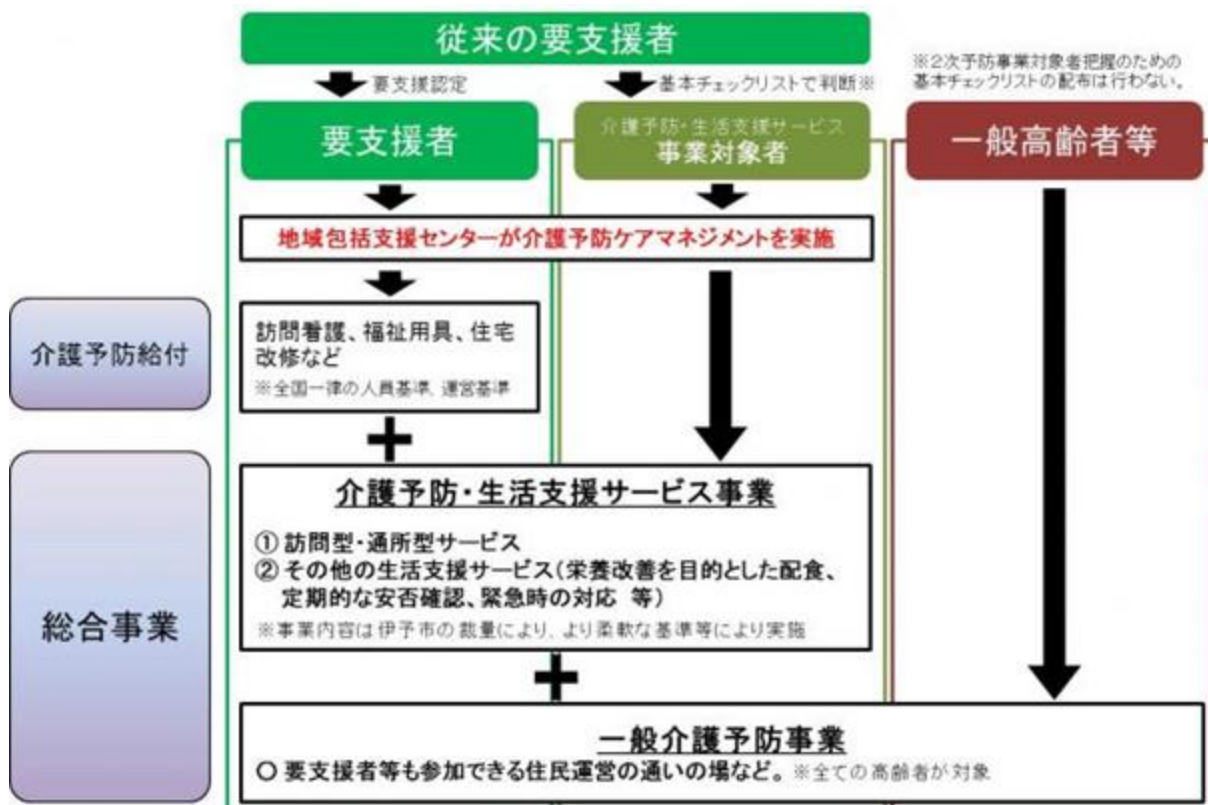 従来の要支援者
※2次予防事業対象者把握のための
基本チェックリストの配布は行わない。
要支援認定
基本チェックリストで判断※
要支援者
介護予防・生活支援サービス
事業対象者
一般高齢者等
地域包括支援センターが介護予防ケアマネジメントを実施
介護予防給付
訪問看護、福祉用具、住宅
改修など
※全国一律の人員基準、運営基準
総合事業
介護予防・生活支援サービス事業
① 訪問型・通所型サービス
② その他の生活支援サービス(栄養改善を目的とした配食、
定期的な安否確認、緊急時の対応 等)
※事業内容は伊予市の裁量により、より柔軟な基準等により実施
一般介護予防事業
○ 要支援者等も参加できる住民運営の通いの場など。※全ての高齢者が対象